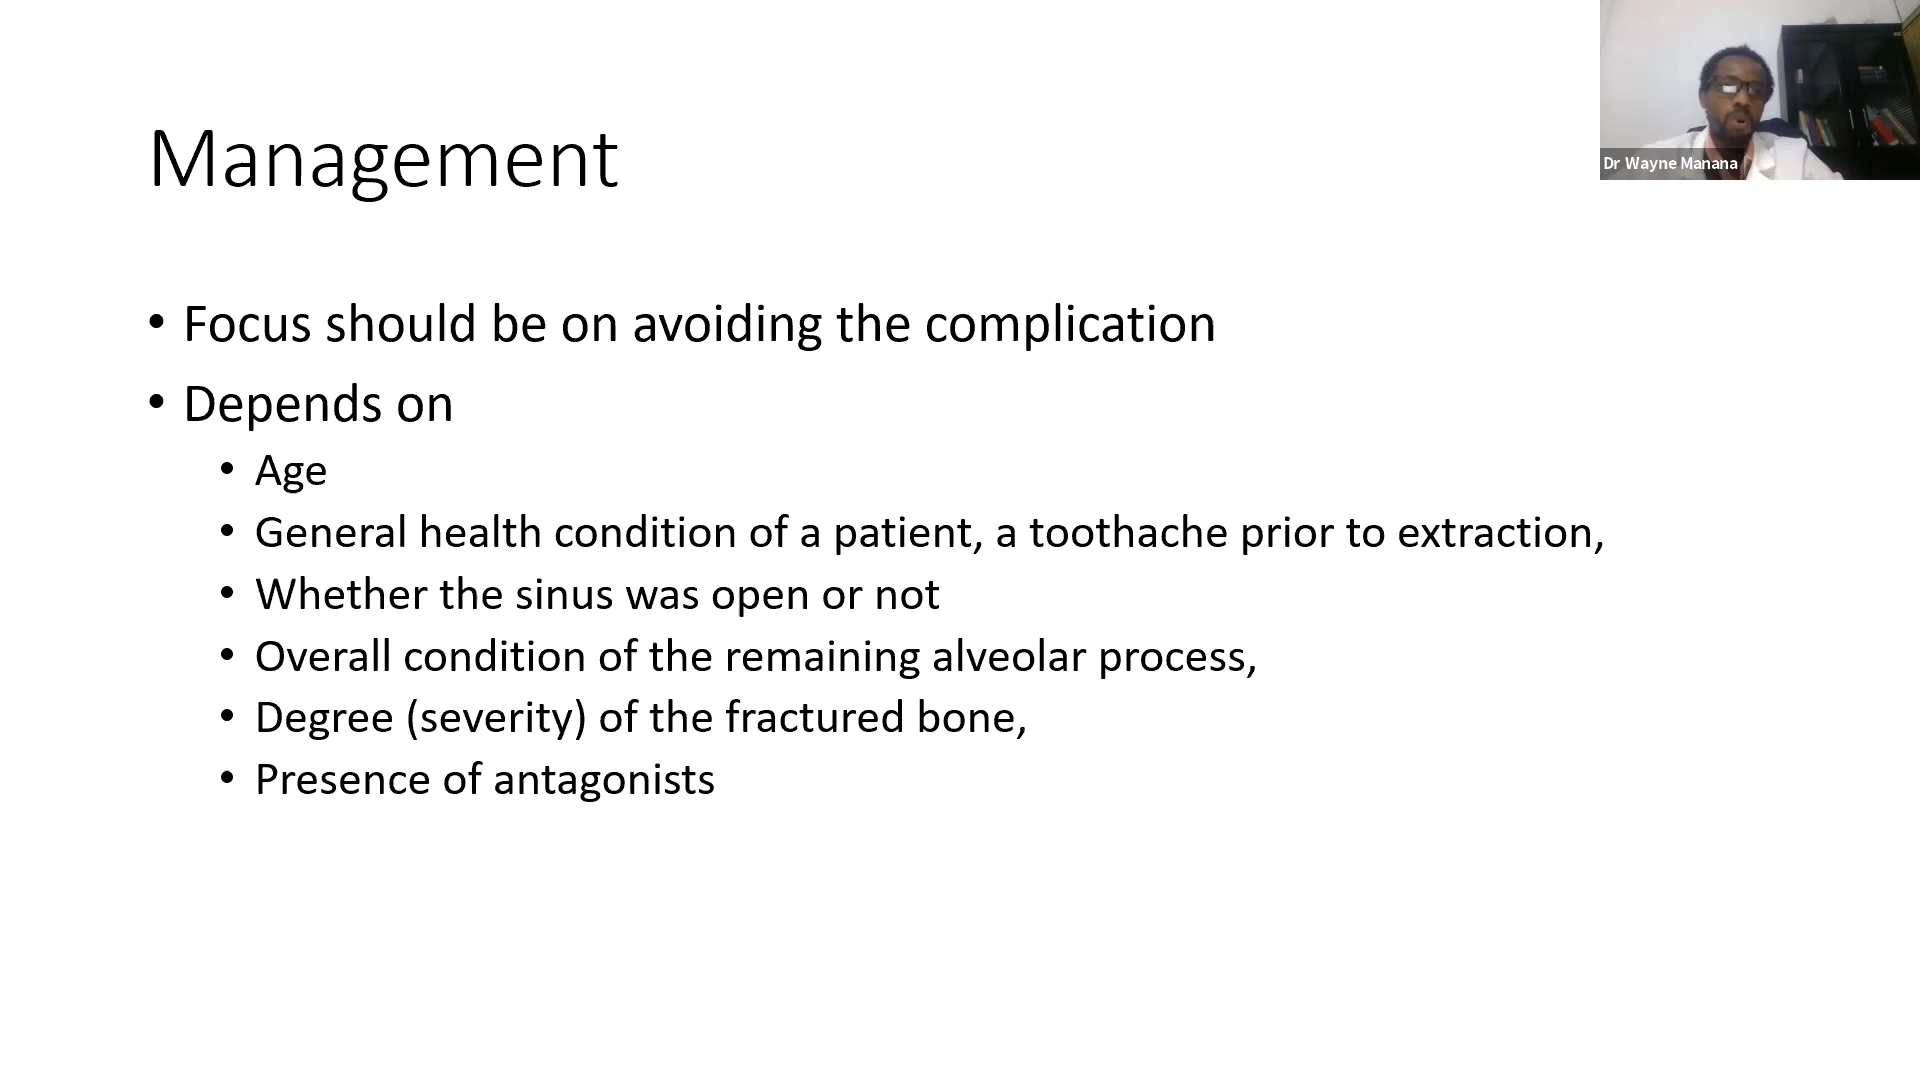 Management
• Focus should be on avoiding the complication
• Depends on
• Age
• General health condition of a patient, a toothache prior to extraction,
• Whether the sinus was open or not
• Overall condition of the remaining alveolar process,
• Degree (severity) of the fractured bone,
• Presence of antagonists
Dr Wayne Manana